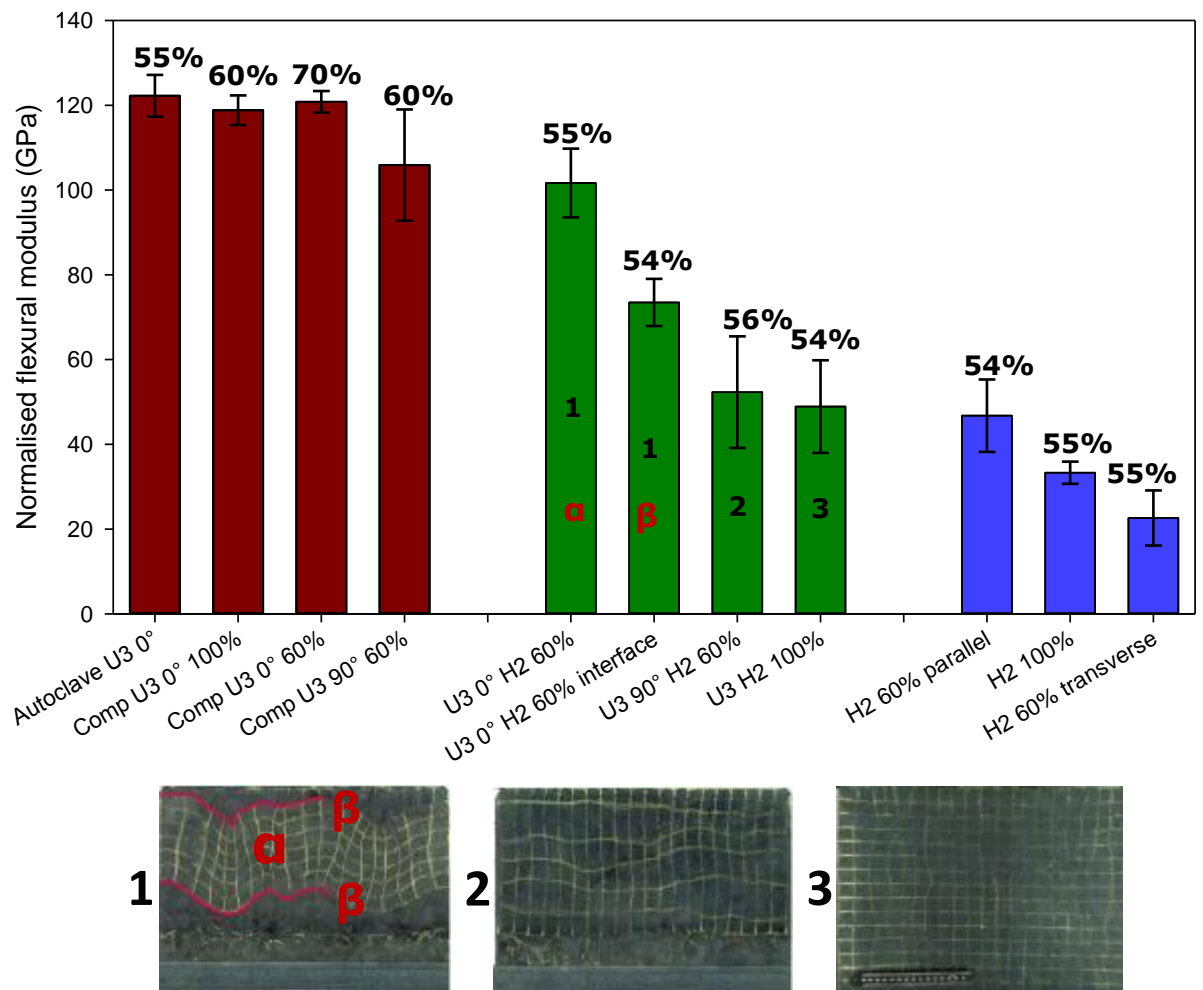 Normalised flexural modulus (GPa)
140
120
100
80
60
40
20
0
55%
60%
70%
60%
55%
54%
56%
54%
54%
55%
55%
1
α
1
β
2
3
Autoclave U3 0°
Comp U3 0° 100%
Comp U3 0° 60%
Comp U3 90° 60%
U3 0° H2 60%
U3 0° H2 60% interface
U3 90° H2 60%
U3 H2 100%
H2 60% parallel
H2 100%
H2 60% transverse
1
α
β
β
2
3